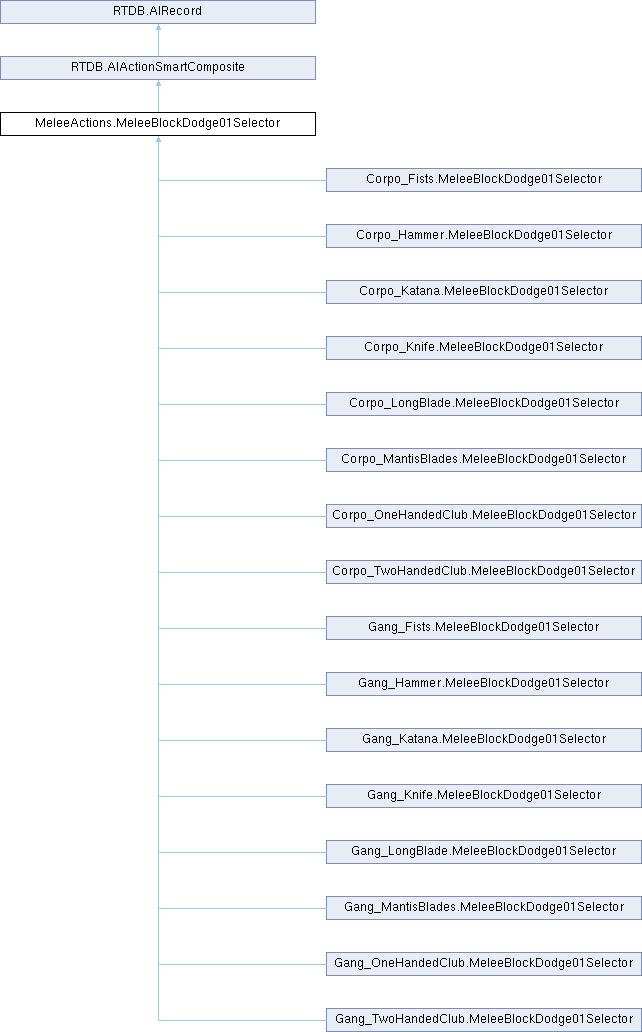 RTDB.AIRecord
RTDB.AIActionSmartComposite
MeleeActions.MeleeBlockDodge01Selector
Corpo_Fists.MeleeBlockDodge01Selector
Corpo_Hammer.MeleeBlockDodge01Selector
Corpo_Katana.MeleeBlockDodge01Selector
Corpo_Knife.MeleeBlockDodge01Selector
Corpo_LongBlade.MeleeBlockDodge01Selector
Corpo_MantisBlades.MeleeBlockDodge01Selector
Corpo_OneHandedClub.MeleeBlockDodge01Selector
Corpo_TwoHandedClub.MeleeBlockDodge01Selector
Gang_Fists.MeleeBlockDodge01Selector
Gang_Hammer.MeleeBlockDodge01Selector
Gang_Katana.MeleeBlockDodge01Selector
Gang_Knife.MeleeBlockDodge01Selector
Gang_LongBlade.MeleeBlockDodge01Selector
Gang_MantisBlades.MeleeBlockDodge01Selector
Gang_OneHandedClub.MeleeBlockDodge01Selector
Gang_TwoHandedClub.MeleeBlockDodge01Selector